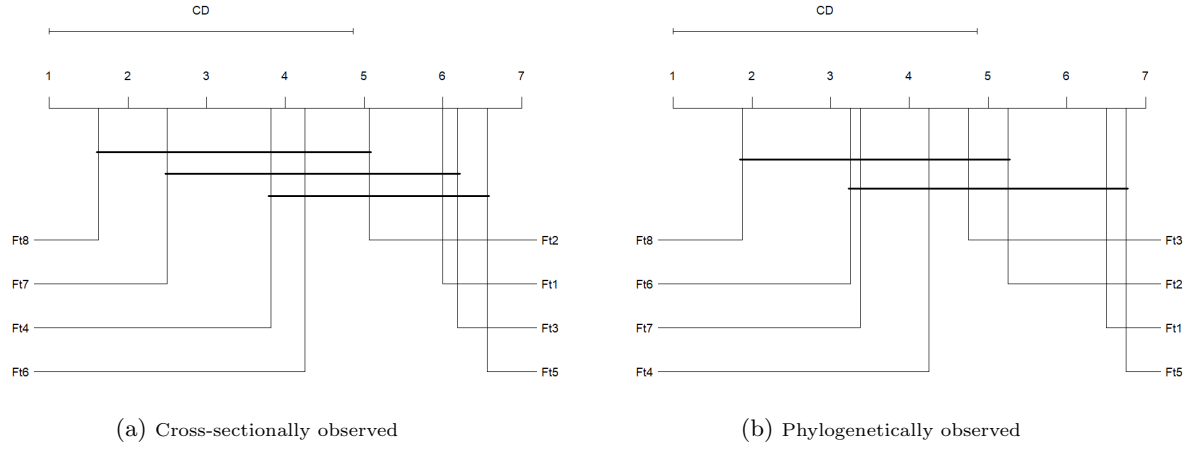 CD
1 2 3 4 5 6 7
Ft8 Ft2
Ft7 Ft1
Ft4 Ft3
Ft6 Ft5
(a) Cross-sectionally observed
CD
1 2 3 4 5 6 7
Ft8 Ft3
Ft6 Ft2
Ft7 Ft1
Ft4 Ft5
(b) Phylogenetically observed